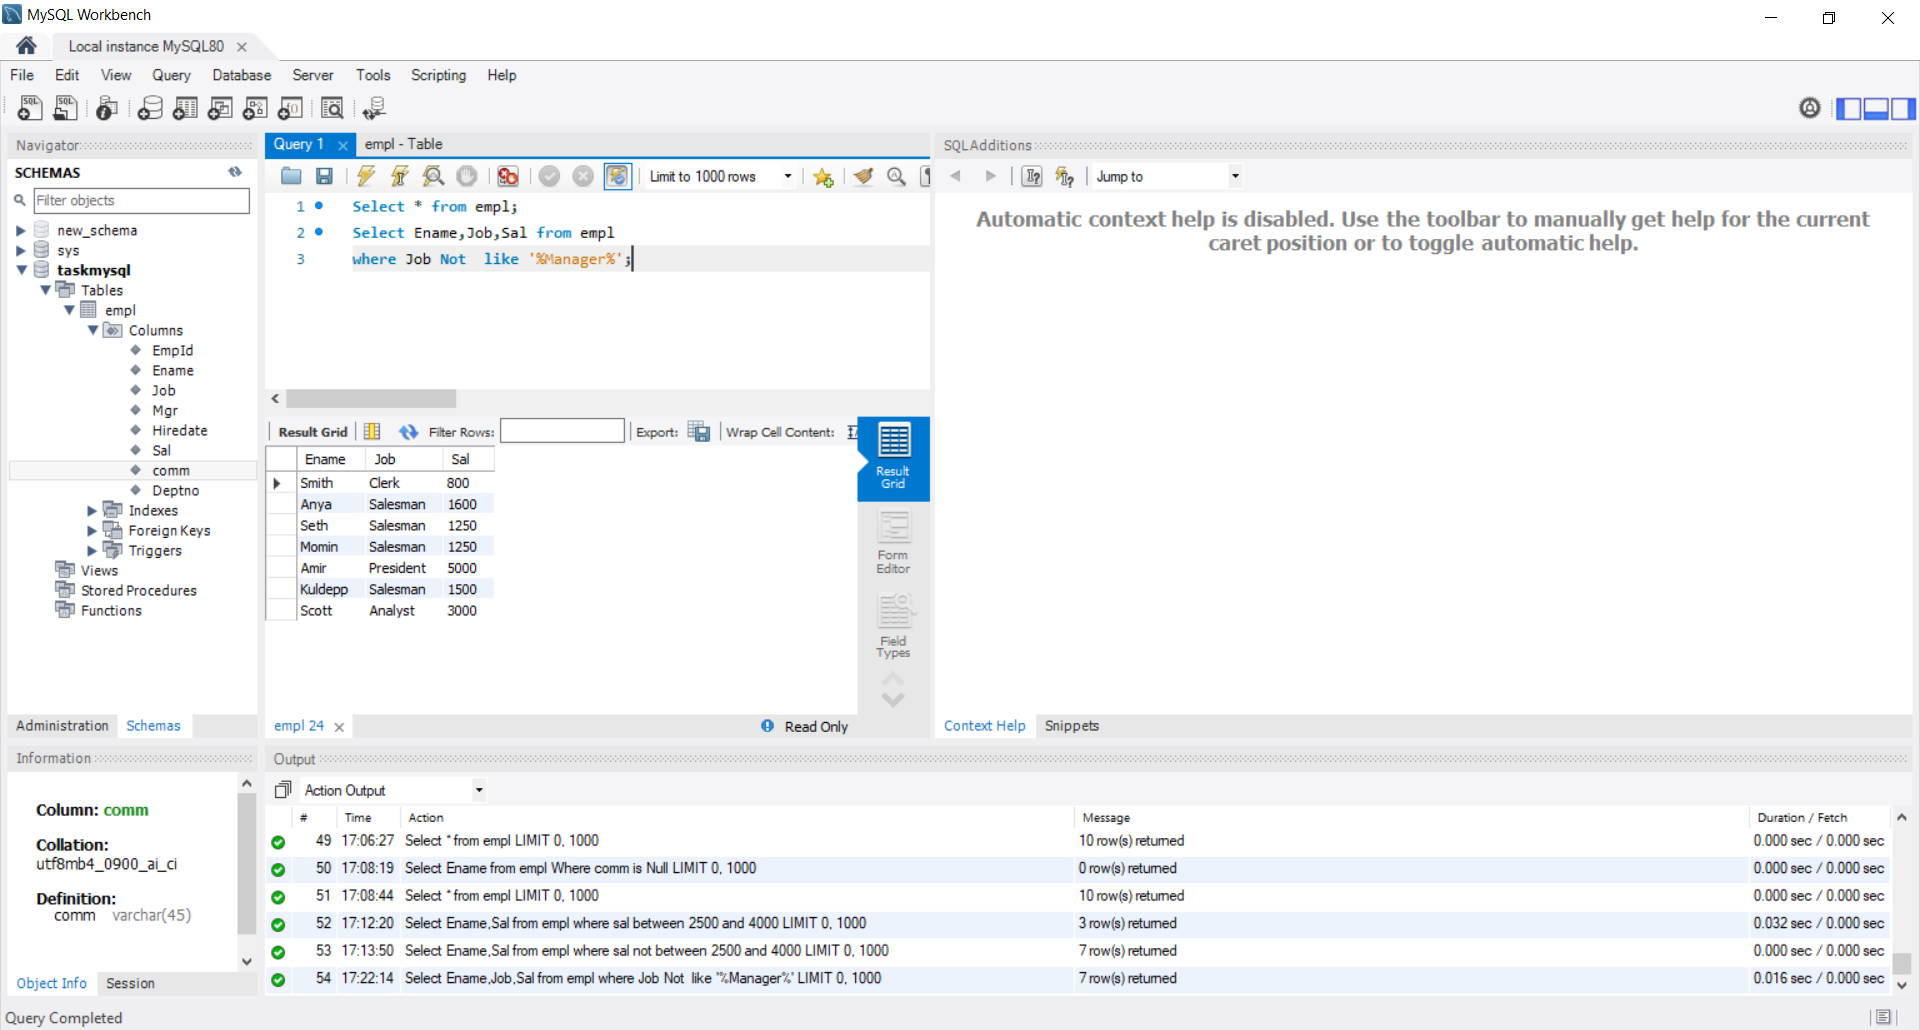 MySQL Workbench
Local instance MySQL80
File Edit View Query Database Server Tools Scripting Help
Navigator
SCHEMAS
Filter objects
new_schema
sys
taskmysql
Tables
empl
Columns
EmpId
Ename
Job
Mgr
Hiredate
Sal
comm
Deptno
Indexes
Foreign Keys
Triggers
Views
Stored Procedures
Functions
Administration Schemas
Information
Column: comm
Collation:
utf8mb4_0900_ai_ci
Definition:
comm varchar(45)
Object Info Session
Query 1 empl - Table
Limit to 1000 rows
1 Select * from empl;
2 Select Ename,Job,Sal from empl
3 where Job Not  like '%Manager%';
Result Grid Filter Rows: Export: Wrap Cell Content:
Ename Job Sal
Smith Clerk 800
Anya Salesman 1600
Seth Salesman 1250
Momin Salesman 1250
Amir President 5000
Kuldepp Salesman 1500
Scott Analyst 3000
Result
Grid
Form
Editor
Field
Types
empl 24 Read Only
SQLAdditions
Jump to
Automatic context help is disabled. Use the toolbar to manually get help for the current
caret position or to toggle automatic help.
Context Help Snippets
Output
Action Output
# Time Action Message Duration / Fetch
49 17:06:27 Select * from empl LIMIT 0, 1000 10 row(s) returned 0.000 sec / 0.000 sec
50 17:08:19 Select Ename from empl Where comm is Null LIMIT 0, 1000 0 row(s) returned 0.000 sec / 0.000 sec
51 17:08:44 Select * from empl LIMIT 0, 1000 10 row(s) returned 0.000 sec / 0.000 sec
52 17:12:20 Select Ename,Sal from empl where sal between 2500 and 4000 LIMIT 0, 1000 3 row(s) returned 0.032 sec / 0.000 sec
53 17:13:50 Select Ename,Sal from empl where sal not between 2500 and 4000 LIMIT 0, 1000 7 row(s) returned 0.000 sec / 0.000 sec
54 17:22:14 Select Ename,Job,Sal from empl where Job Not  like '%Manager%' LIMIT 0, 1000 7 row(s) returned 0.016 sec / 0.000 sec
Query Completed